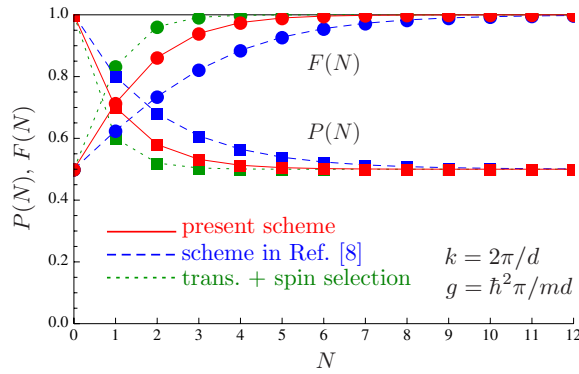 1.0
0.8
0.6
0.4
0.2
0.0
P(N), F(N)
F(N)
P(N)
present scheme
scheme in Ref. [8]
trans. + spin selection
k = 2π/d
g = ℏ²π/md
0 1 2 3 4 5 6 7 8 9 10 11 12
N